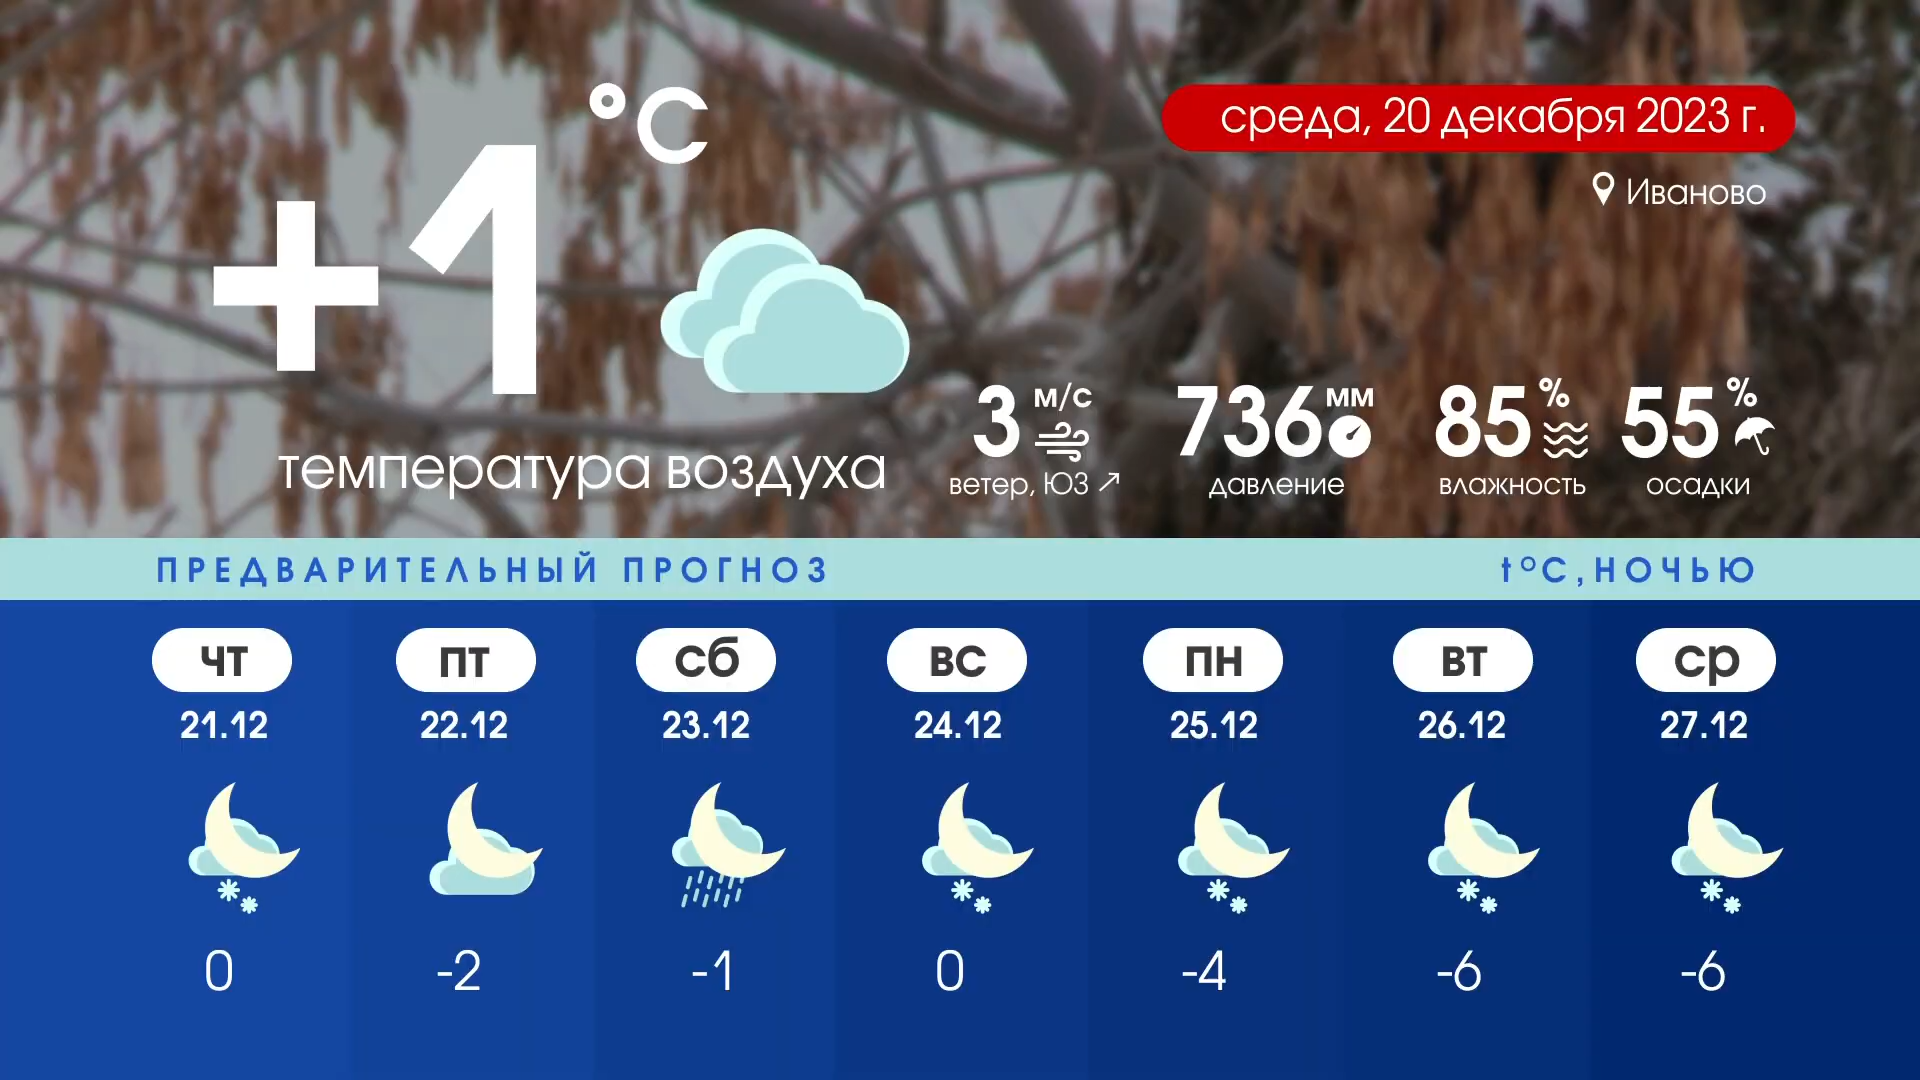 +1 °C
температура воздуха
среда, 20 декабря 2023 г.
Иваново
3 м/с
ветер, ЮЗ ↗
736 мм
давление
85 %
влажность
55 %
осадки
ПРЕДВАРИТЕЛЬНЫЙ ПРОГНОЗ
t°C, НОЧЬЮ
чт пт сб вс пн вт ср
21.12 22.12 23.12 24.12 25.12 26.12 27.12
0 -2 -1 0 -4 -6 -6